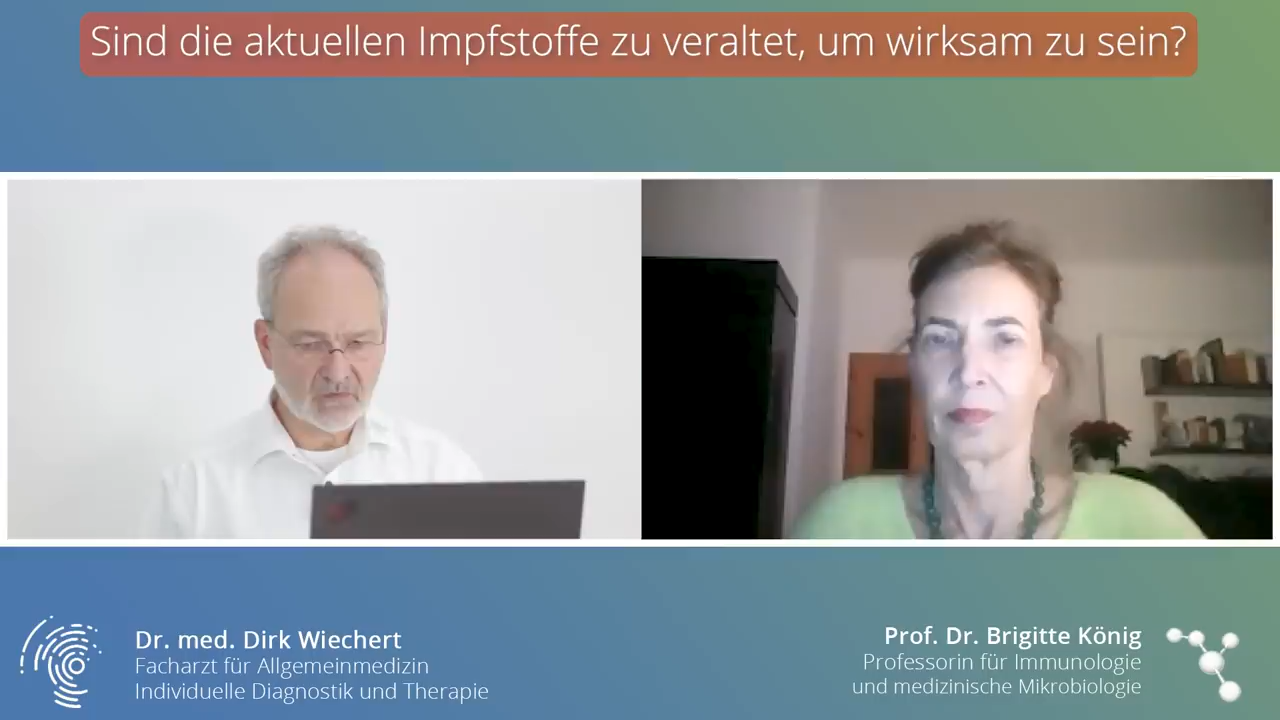 Sind die aktuellen Impfstoffe zu veraltet, um wirksam zu sein?
Dr. med. Dirk Wiechert
Facharzt für Allgemeinmedizin
Individuelle Diagnostik und Therapie
Prof. Dr. Brigitte König
Professorin für Immunologie
und medizinische Mikrobiologie